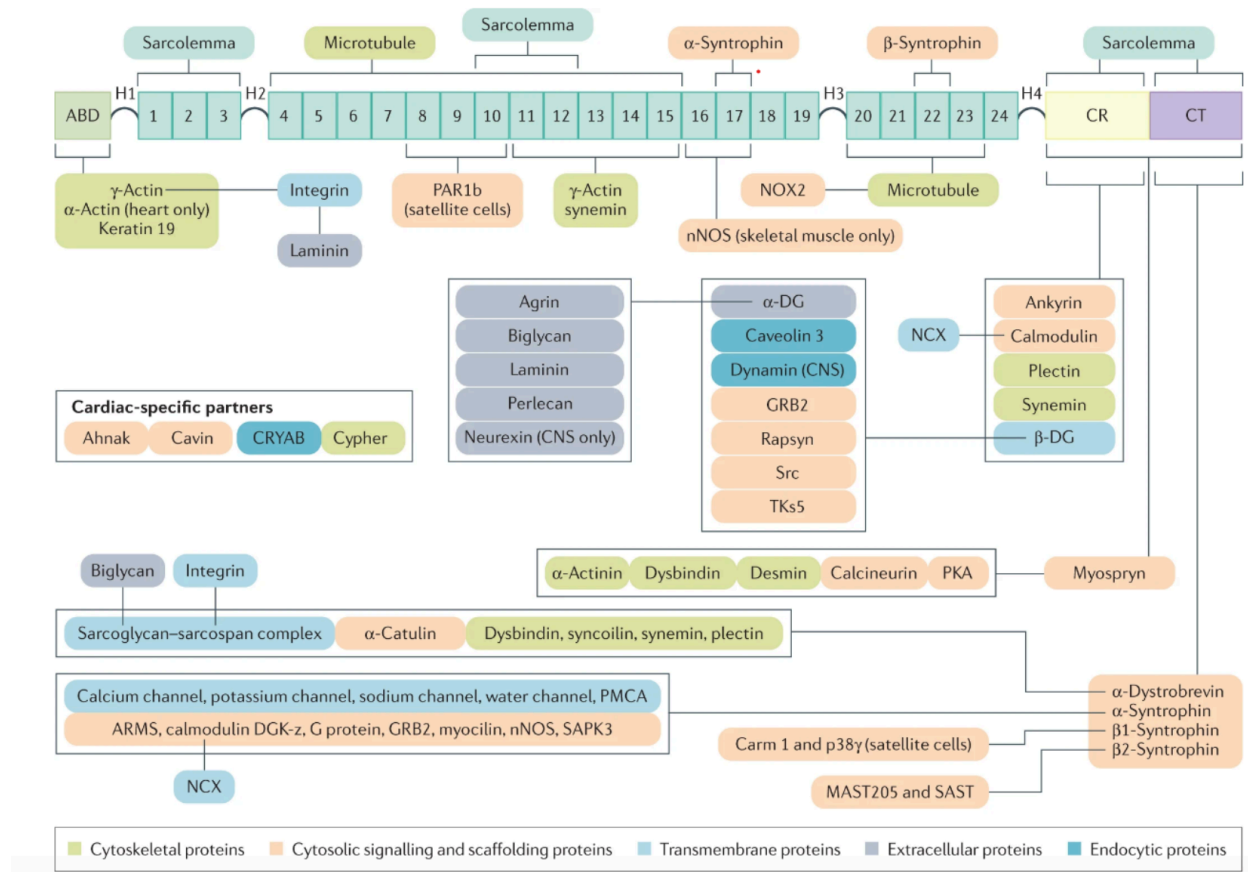 Sarcolemma
Microtubule
Sarcolemma
α-Syntrophin
β-Syntrophin
Sarcolemma
ABD H1 1 2 3 H2 4 5 6 7 8 9 10 11 12 13 14 15 16 17 18 19 H3 20 21 22 23 24 H4 CR CT
γ-Actin
α-Actin (heart only)
Keratin 19
Integrin
Laminin
PAR1b
(satellite cells)
γ-Actin
synemin
NOX2
Microtubule
nNOS (skeletal muscle only)
Agrin
Biglycan
Laminin
Perlecan
Neurexin (CNS only)
α-DG
Caveolin 3
Dynamin (CNS)
GRB2
Rapsyn
Src
TKs5
NCX
Ankyrin
Calmodulin
Plectin
Synemin
β-DG
Cardiac-specific partners
Ahnak Cavin CRYAB Cypher
α-Actinin Dysbindin Desmin Calcineurin PKA
Myospryn
Biglycan
Integrin
Sarcoglycan–sarcospan complex α-Catulin Dysbindin, syncoilin, synemin, plectin
Calcium channel, potassium channel, sodium channel, water channel, PMCA
ARMS, calmodulin DGK-z, G protein, GRB2, myocilin, nNOS, SAPK3
NCX
α-Dystrobrevin
α-Syntrophin
β1-Syntrophin
β2-Syntrophin
Carm 1 and p38γ (satellite cells)
MAST205 and SAST
Cytoskeletal proteins Cytosolic signalling and scaffolding proteins Transmembrane proteins Extracellular proteins Endocytic proteins